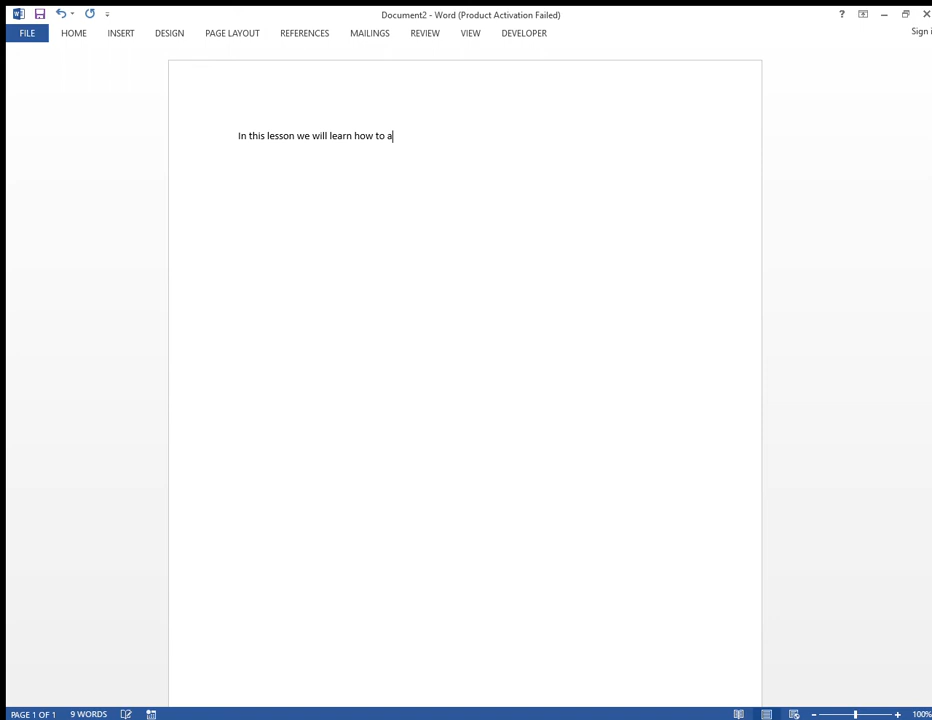 Document2 - Word (Product Activation Failed)
?
Sign i
FILE HOME INSERT DESIGN PAGE LAYOUT REFERENCES MAILINGS REVIEW VIEW DEVELOPER
In this lesson we will learn how to a
PAGE 1 OF 1 9 WORDS 100%